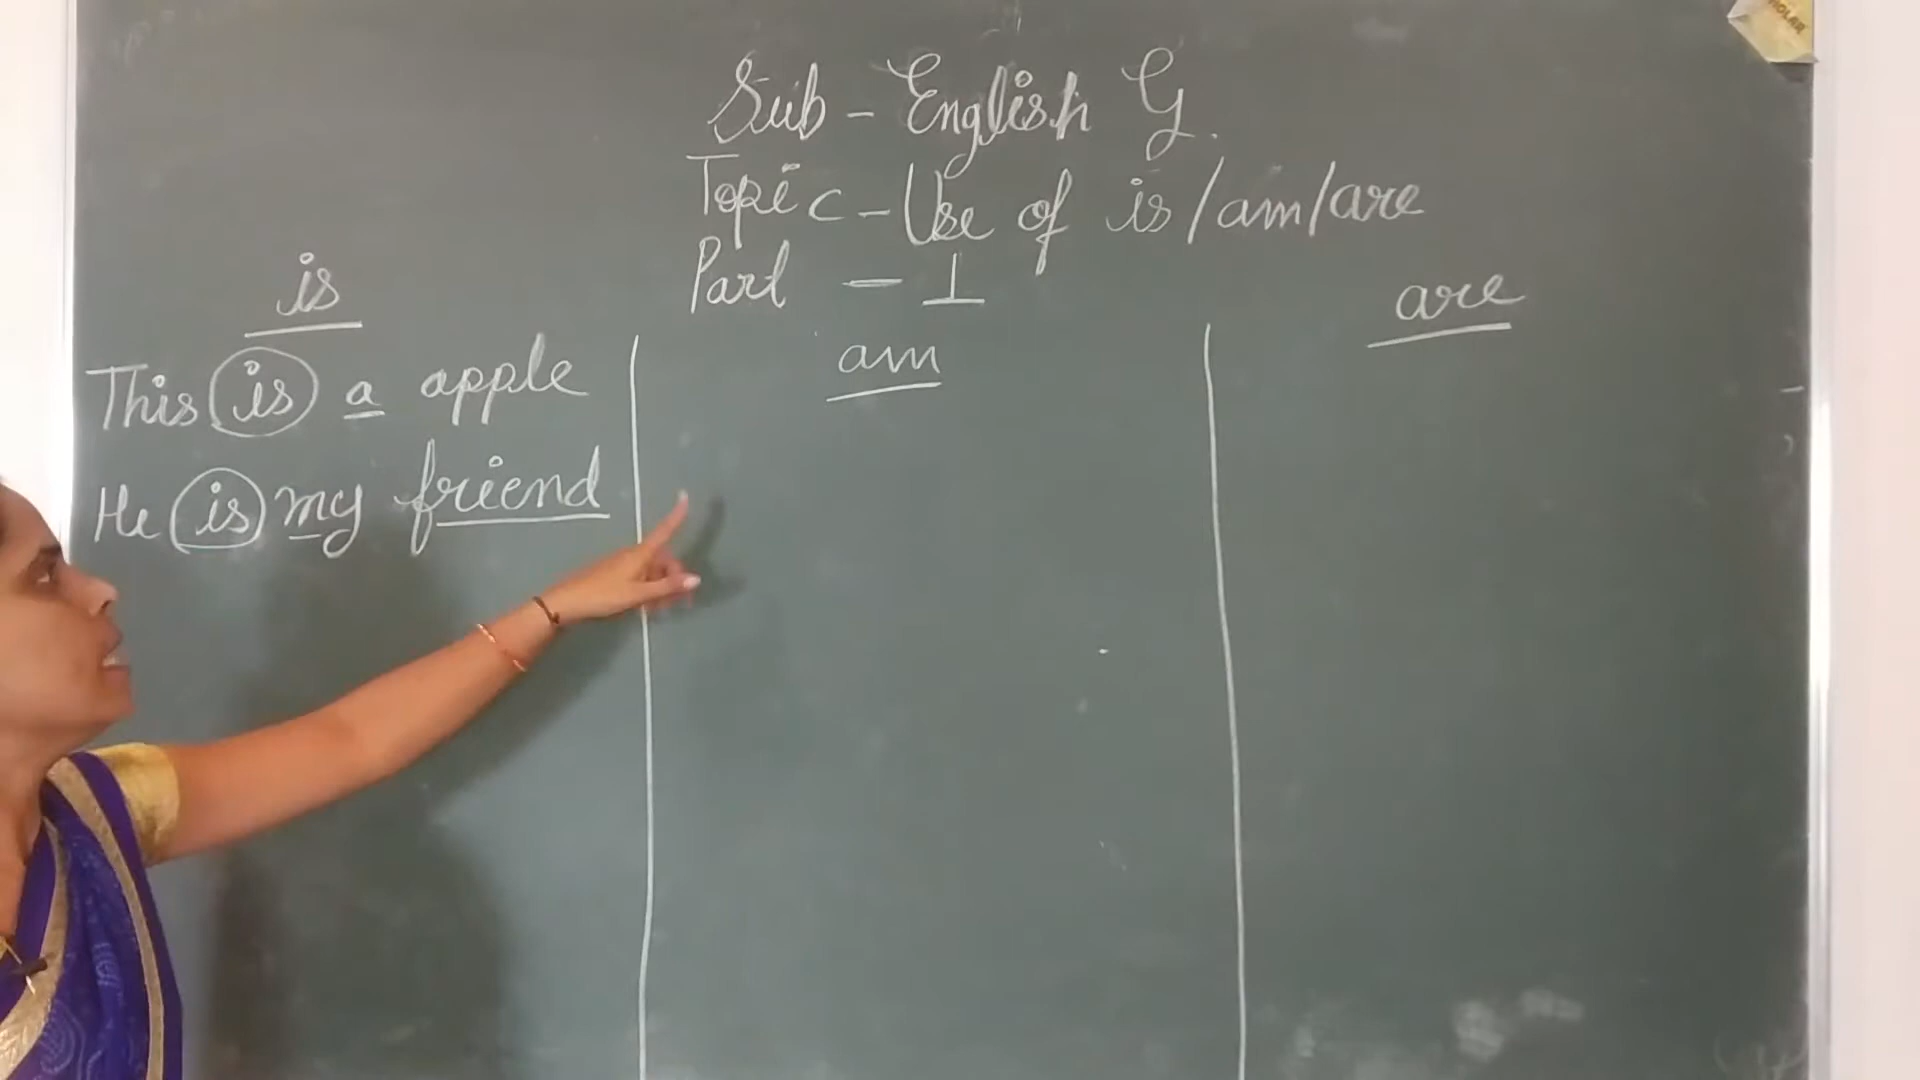 Sub - English G.
Topic - Use of is/am/are
Part - I
is
This is a apple
He is my friend
am
are